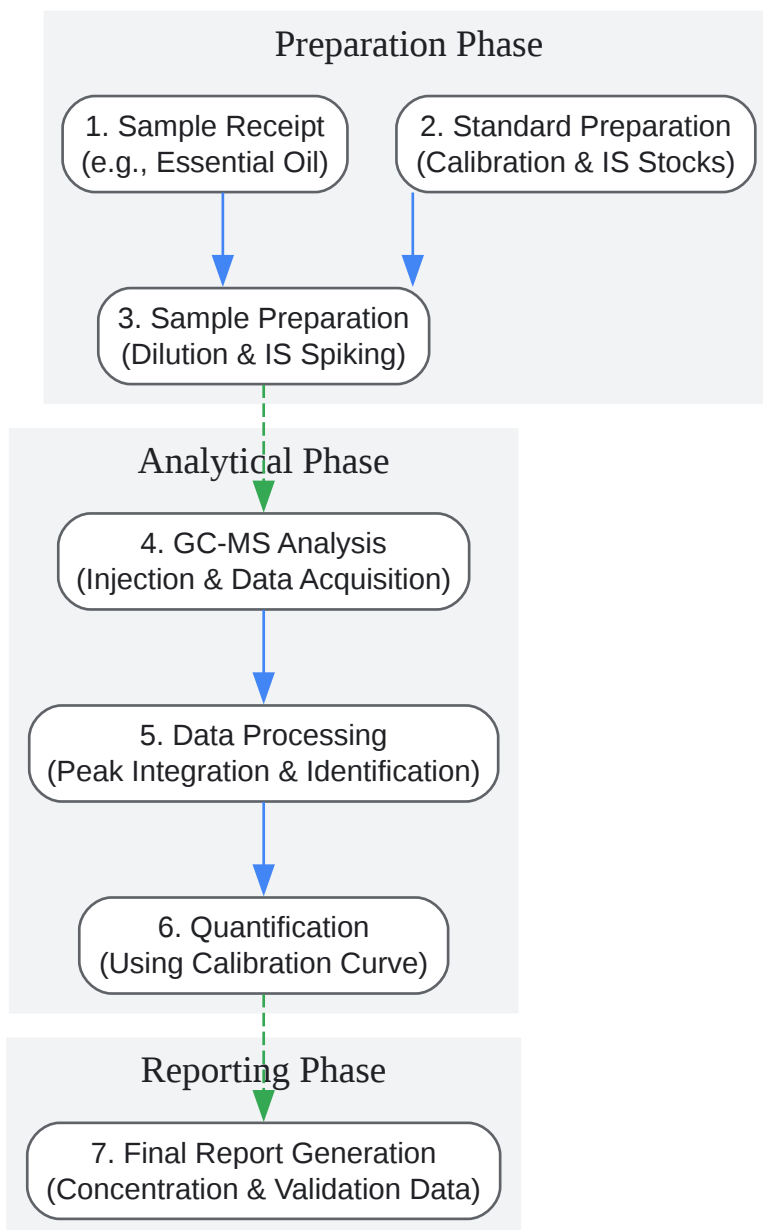 Preparation Phase
1. Sample Receipt
(e.g., Essential Oil)
2. Standard Preparation
(Calibration & IS Stocks)
3. Sample Preparation
(Dilution & IS Spiking)
Analytical Phase
4. GC-MS Analysis
(Injection & Data Acquisition)
5. Data Processing
(Peak Integration & Identification)
6. Quantification
(Using Calibration Curve)
Reporting Phase
7. Final Report Generation
(Concentration & Validation Data)